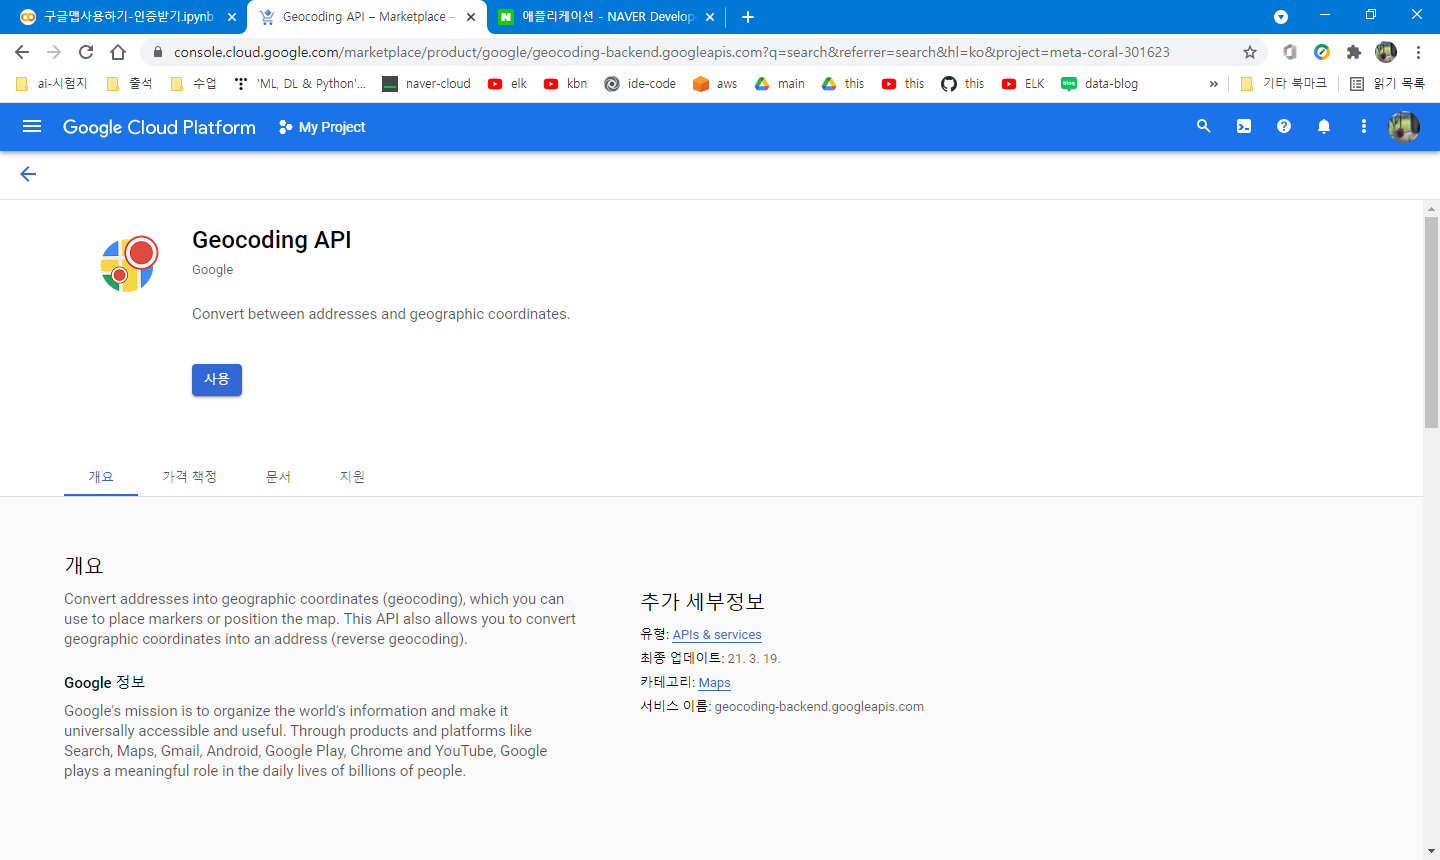 구글맵사용하기-인증받기.ipynb
Geocoding API – Marketplace –
애플리케이션 - NAVER Develop
console.cloud.google.com/marketplace/product/google/geocoding-backend.googleapis.com?q=search&referrer=search&hl=ko&project=meta-coral-301623
ai-시험지 출석 수업 'ML, DL & Python'... naver-cloud elk kbn ide-code aws main this this this ELK data-blog » 기타 북마크 읽기 목록
Google Cloud Platform My Project
Geocoding API
Google
Convert between addresses and geographic coordinates.
사용
개요 가격 책정 문서 지원
개요
Convert addresses into geographic coordinates (geocoding), which you can
use to place markers or position the map. This API also allows you to convert
geographic coordinates into an address (reverse geocoding).
Google 정보
Google's mission is to organize the world's information and make it
universally accessible and useful. Through products and platforms like
Search, Maps, Gmail, Android, Google Play, Chrome and YouTube, Google
plays a meaningful role in the daily lives of billions of people.
추가 세부정보
유형: APIs & services
최종 업데이트: 21. 3. 19.
카테고리: Maps
서비스 이름: geocoding-backend.googleapis.com